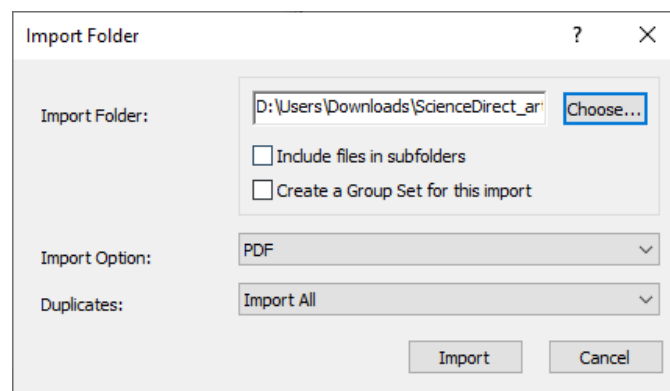 Import Folder ? X
Import Folder: D:\Users\Downloads\ScienceDirect_ar Choose...
Include files in subfolders
Create a Group Set for this import
Import Option: PDF
Duplicates: Import All
Import Cancel